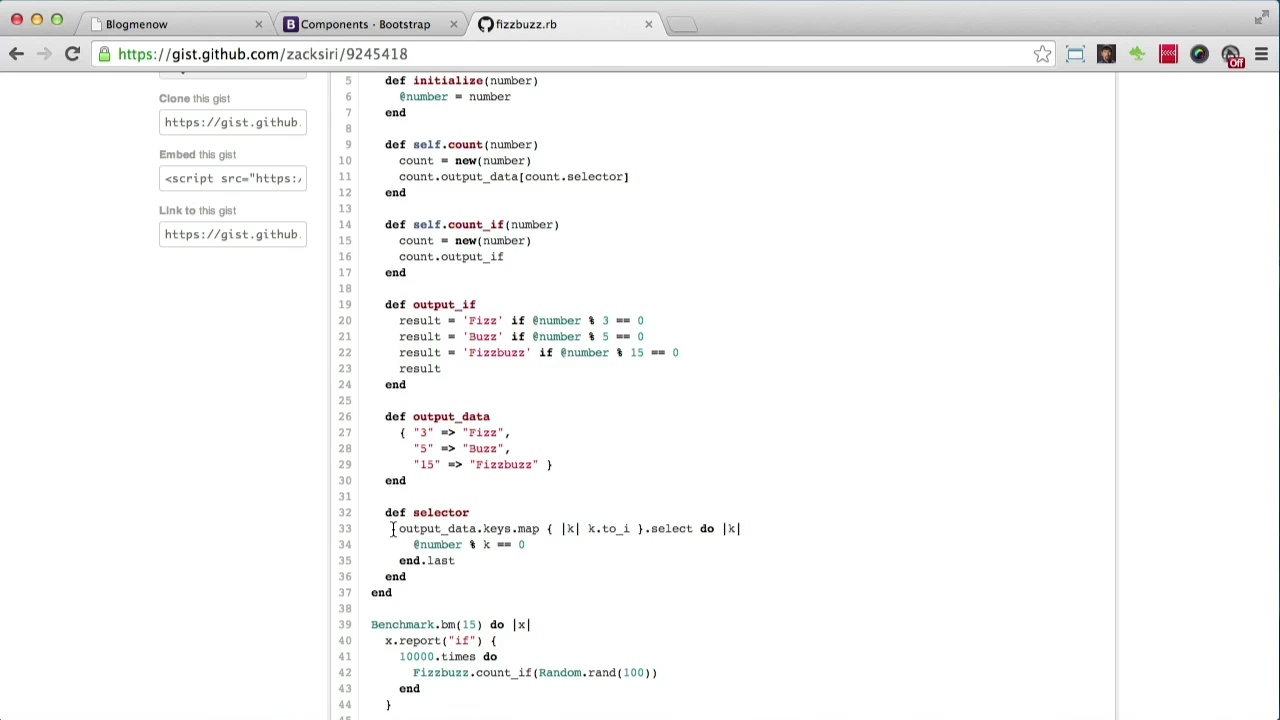 Blogmenow
Components · Bootstrap
fizzbuzz.rb
https://gist.github.com/zacksiri/9245418
Off
Clone this gist
https://gist.github.
Embed this gist
<script src="https:/
Link to this gist
https://gist.github.
5 def initialize(number)
6 @number = number
7 end
8
9 def self.count(number)
10 count = new(number)
11 count.output_data[count.selector]
12 end
13
14 def self.count_if(number)
15 count = new(number)
16 count.output_if
17 end
18
19 def output_if
20 result = 'Fizz' if @number % 3 == 0
21 result = 'Buzz' if @number % 5 == 0
22 result = 'Fizzbuzz' if @number % 15 == 0
23 result
24 end
25
26 def output_data
27 { "3" => "Fizz",
28 "5" => "Buzz",
29 "15" => "Fizzbuzz" }
30 end
31
32 def selector
33 output_data.keys.map { |k| k.to_i }.select do |k|
34 @number % k == 0
35 end.last
36 end
37 end
38
39 Benchmark.bm(15) do |x|
40 x.report("if") {
41 10000.times do
42 Fizzbuzz.count_if(Random.rand(100))
43 end
44 }